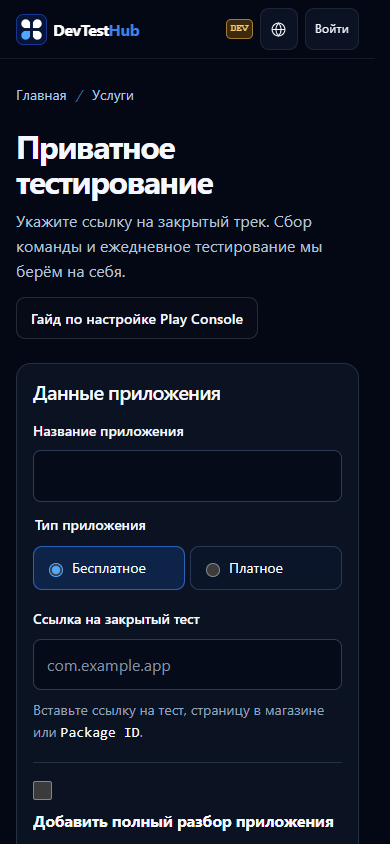 DevTestHub
DEV
Войти
Главная / Услуги
Приватное
тестирование
Укажите ссылку на закрытый трек. Сбор
команды и ежедневное тестирование мы
берём на себя.
Гайд по настройке Play Console
Данные приложения
Название приложения
Тип приложения
Бесплатное
Платное
Ссылка на закрытый тест
com.example.app
Вставьте ссылку на тест, страницу в магазине
или Package ID.
Добавить полный разбор приложения